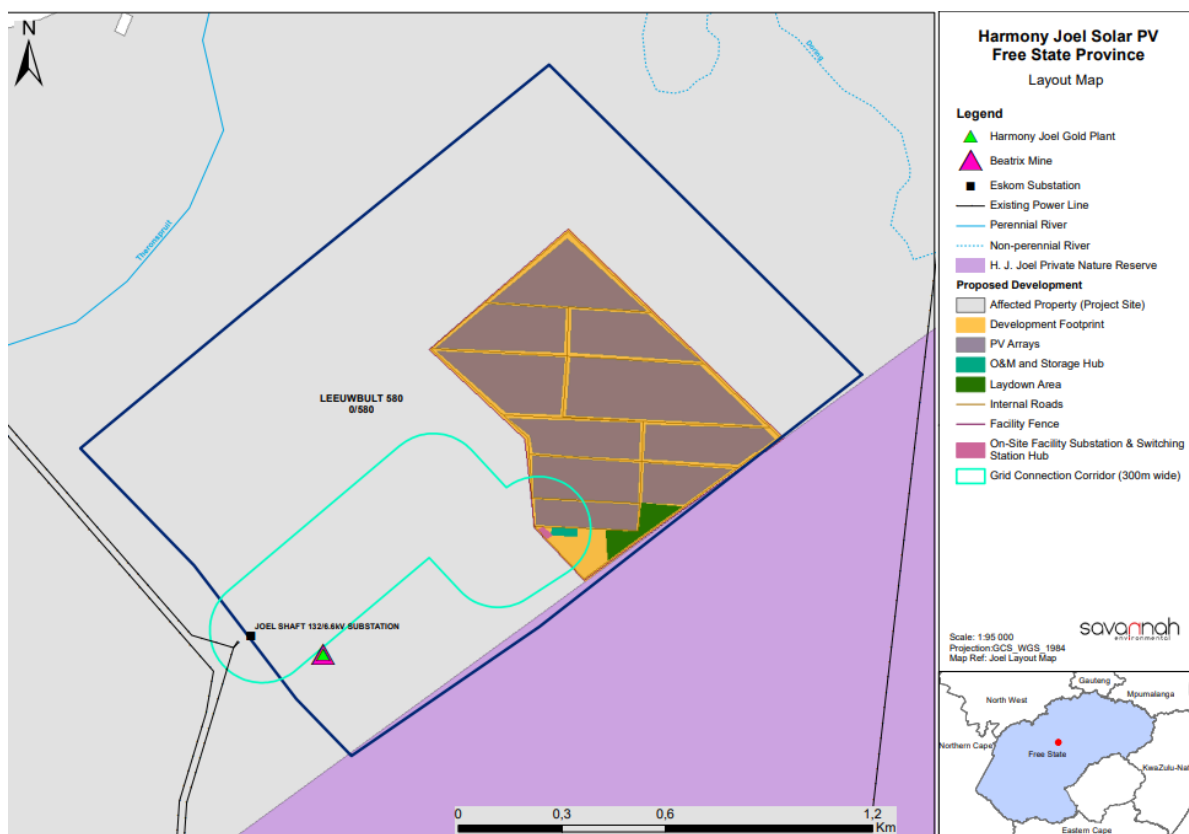 N
Doring
Theronspruit
LEEUWBULT 580
0/580
JOEL SHAFT 132/6.6kV SUBSTATION
0
0,3
0,6
1,2
Km
Harmony Joel Solar PV
Free State Province
Layout Map
Legend
Harmony Joel Gold Plant
Beatrix Mine
Eskom Substation
Existing Power Line
Perennial River
Non-perennial River
H. J. Joel Private Nature Reserve
Proposed Development
Affected Property (Project Site)
Development Footprint
PV Arrays
O&M and Storage Hub
Laydown Area
Internal Roads
Facility Fence
On-Site Facility Substation & Switching
Station Hub
Grid Connection Corridor (300m wide)
savannah
environmental
Scale: 1:95 000
Projection:GCS_WGS_1984
Map Ref: Joel Layout Map
Gauteng
North West
Mpumalanga
Northern Cape
Free State
KwaZulu-Nat
Eastern Cape